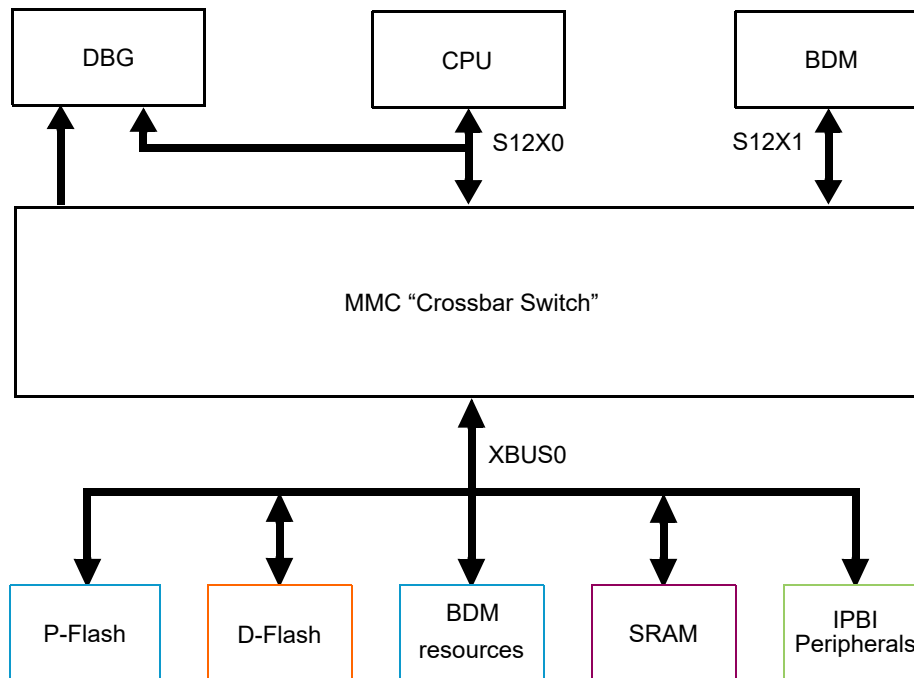 DBG
CPU
BDM
S12X0
S12X1
MMC “Crossbar Switch”
XBUS0
P-Flash
D-Flash
BDM
resources
SRAM
IPBI
Peripherals